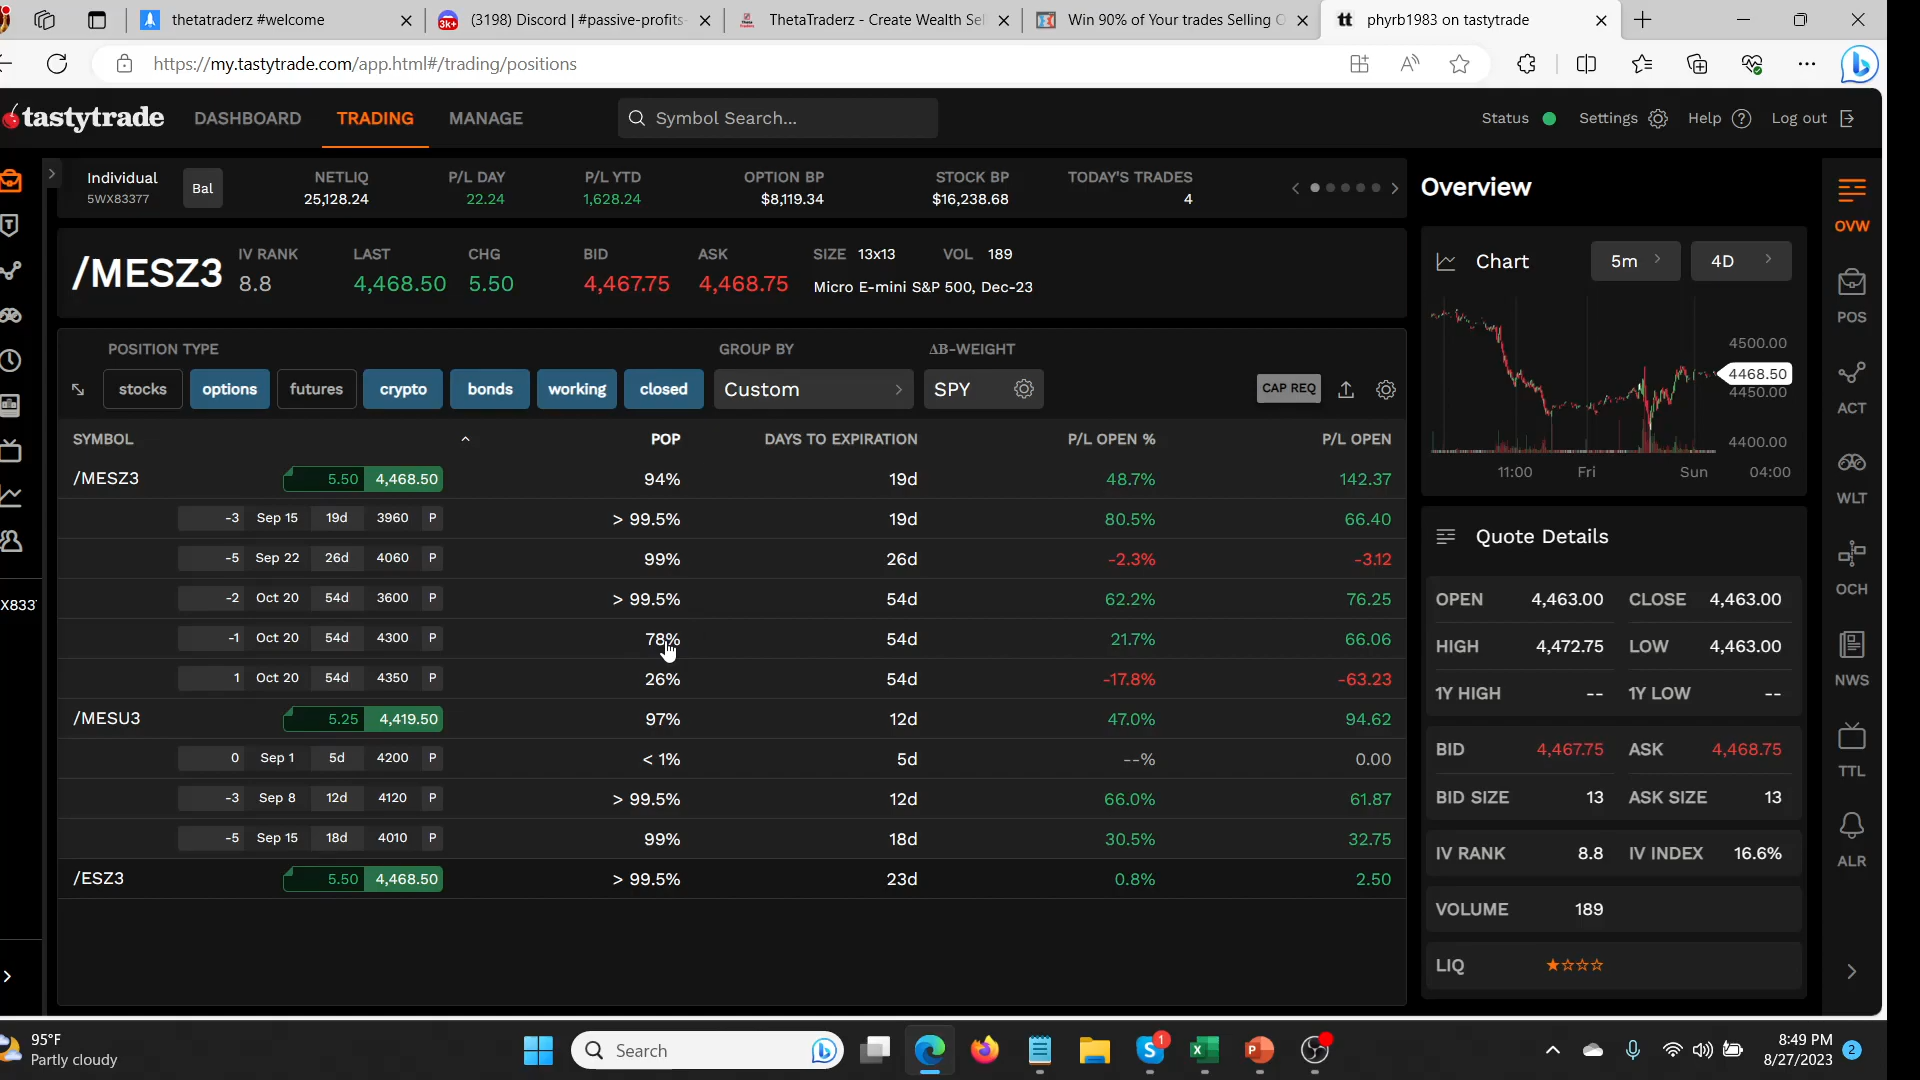 thetatraderz #welcome
(3198) Discord | #passive-profits-
ThetaTraderz - Create Wealth Sel
Win 90% of Your trades Selling O
tt phyrb1983 on tastytrade
3k+
https://my.tastytrade.com/app.html#/trading/positions
tastytrade DASHBOARD TRADING MANAGE Symbol Search... Status Settings Help ? Log out
Individual Bal NETLIQ P/L DAY P/L YTD OPTION BP STOCK BP TODAY'S TRADES
5WX83377 25,128.24 22.24 1,628.24 $8,119.34 $16,238.68 4
/MESZ3 IV RANK LAST CHG BID ASK SIZE 13x13 VOL 189
8.8 4,468.50 5.50 4,467.75 4,468.75 Micro E-mini S&P 500, Dec-23
POSITION TYPE GROUP BY ΔB-WEIGHT
stocks options futures crypto bonds working closed Custom SPY CAP REQ
SYMBOL POP DAYS TO EXPIRATION P/L OPEN % P/L OPEN
/MESZ3 5.50 4,468.50 94% 19d 48.7% 142.37
-3 Sep 15 19d 3960 P > 99.5% 19d 80.5% 66.40
-5 Sep 22 26d 4060 P 99% 26d -2.3% -3.12
-2 Oct 20 54d 3600 P > 99.5% 54d 62.2% 76.25
-1 Oct 20 54d 4300 P 78% 54d 21.7% 66.06
1 Oct 20 54d 4350 P 26% 54d -17.8% -63.23
/MESU3 5.25 4,419.50 97% 12d 47.0% 94.62
0 Sep 1 5d 4200 P < 1% 5d --% 0.00
-3 Sep 8 12d 4120 P > 99.5% 12d 66.0% 61.87
-5 Sep 15 18d 4010 P 99% 18d 30.5% 32.75
/ESZ3 5.50 4,468.50 > 99.5% 23d 0.8% 2.50
X833
Overview
Chart 5m 4D
4500.00
4468.50
4450.00
4400.00
11:00 Fri Sun 04:00
Quote Details
OPEN 4,463.00 CLOSE 4,463.00
HIGH 4,472.75 LOW 4,463.00
1Y HIGH -- 1Y LOW --
BID 4,467.75 ASK 4,468.75
BID SIZE 13 ASK SIZE 13
IV RANK 8.8 IV INDEX 16.6%
VOLUME 189
LIQ
OVW
POS
ACT
WLT
OCH
NWS
TTL
ALR
95°F
Partly cloudy
Search
1
8:49 PM
8/27/2023
2